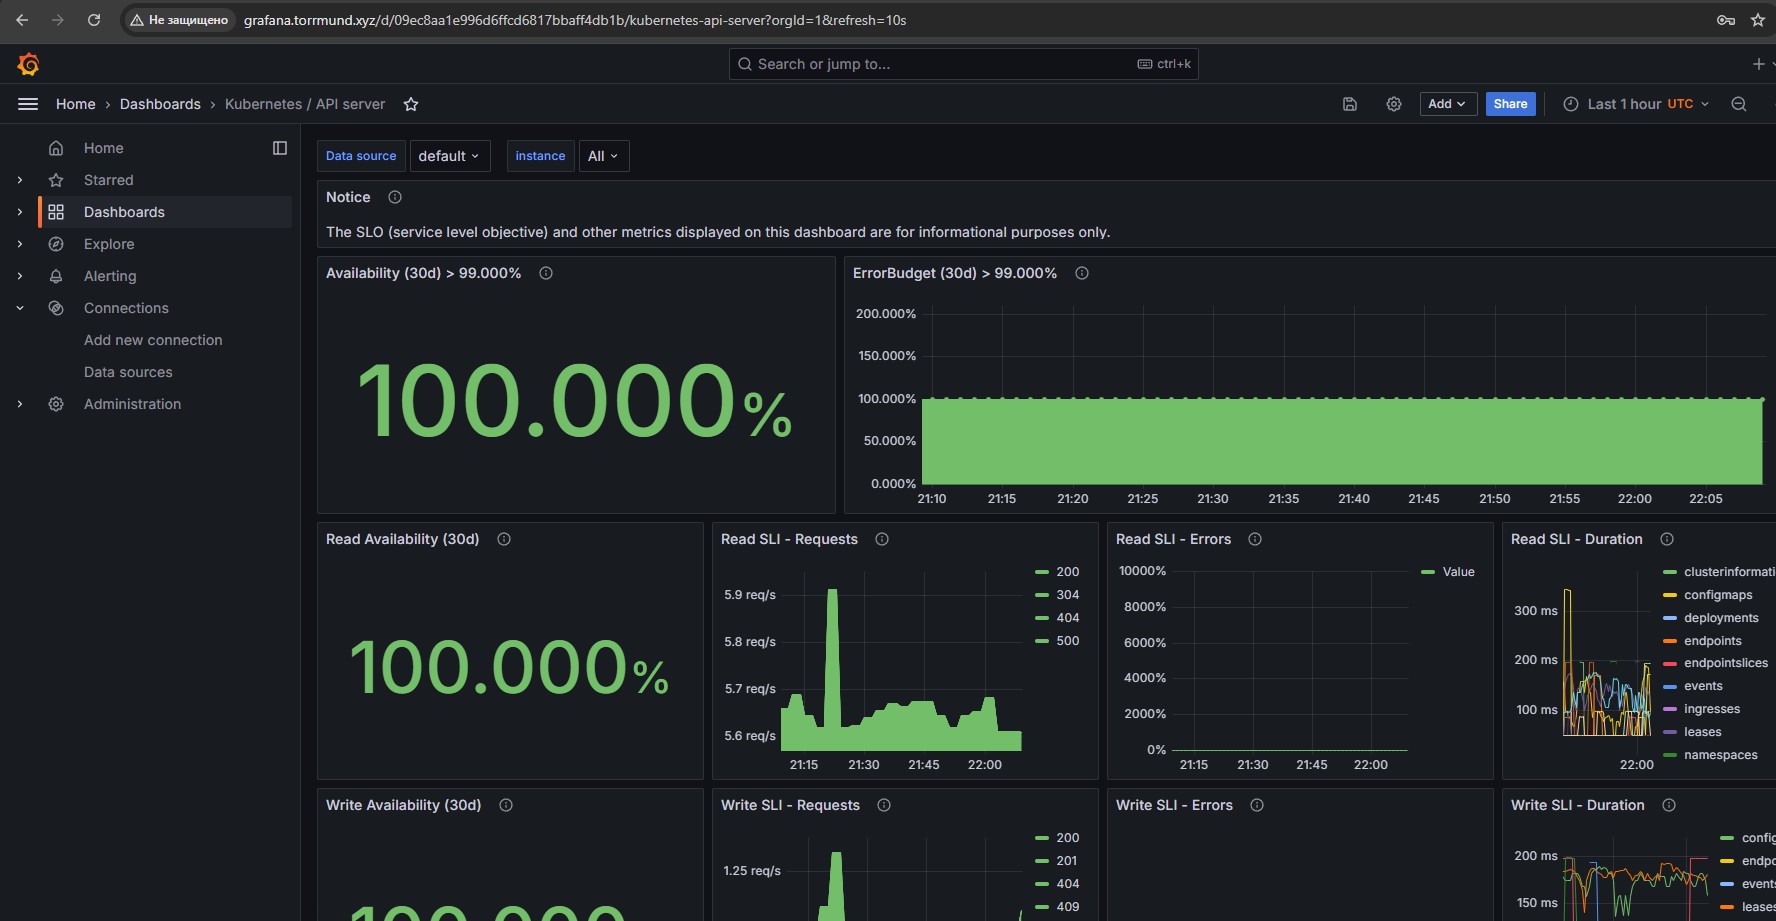 Не защищено grafana.torrmund.xyz/d/09ec8aa1e996d6ffcd6817bbaff4db1b/kubernetes-api-server?orgId=1&refresh=10s
Search or jump to... ctrl+k
Home › Dashboards › Kubernetes / API server
Add Share Last 1 hour UTC
Home
Starred
Dashboards
Explore
Alerting
Connections
Add new connection
Data sources
Administration
Data source default instance All
Notice
The SLO (service level objective) and other metrics displayed on this dashboard are for informational purposes only.
Availability (30d) > 99.000%
100.000%
ErrorBudget (30d) > 99.000%
200.000%
150.000%
100.000%
50.000%
0.000%
21:10 21:15 21:20 21:25 21:30 21:35 21:40 21:45 21:50 21:55 22:00 22:05
Read Availability (30d)
100.000%
Read SLI - Requests
5.9 req/s
5.8 req/s
5.7 req/s
5.6 req/s
21:15 21:30 21:45 22:00
200
304
404
500
Read SLI - Errors
10000%
8000%
6000%
4000%
2000%
0%
21:15 21:30 21:45 22:00
Value
Read SLI - Duration
300 ms
200 ms
100 ms
22:00
clusterinformati
configmaps
deployments
endpoints
endpointslices
events
ingresses
leases
namespaces
Write Availability (30d)
100.000
Write SLI - Requests
1.25 req/s
200
201
404
409
Write SLI - Errors
Write SLI - Duration
200 ms
150 ms
config
endpo
events
leases